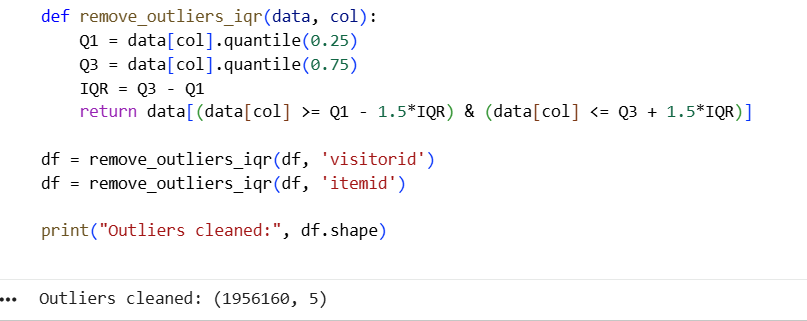 def remove_outliers_iqr(data, col):
    Q1 = data[col].quantile(0.25)
    Q3 = data[col].quantile(0.75)
    IQR = Q3 - Q1
    return data[(data[col] >= Q1 - 1.5*IQR) & (data[col] <= Q3 + 1.5*IQR)]
df = remove_outliers_iqr(df, 'visitorid')
df = remove_outliers_iqr(df, 'itemid')
print("Outliers cleaned:", df.shape)
••• Outliers cleaned: (1956160, 5)